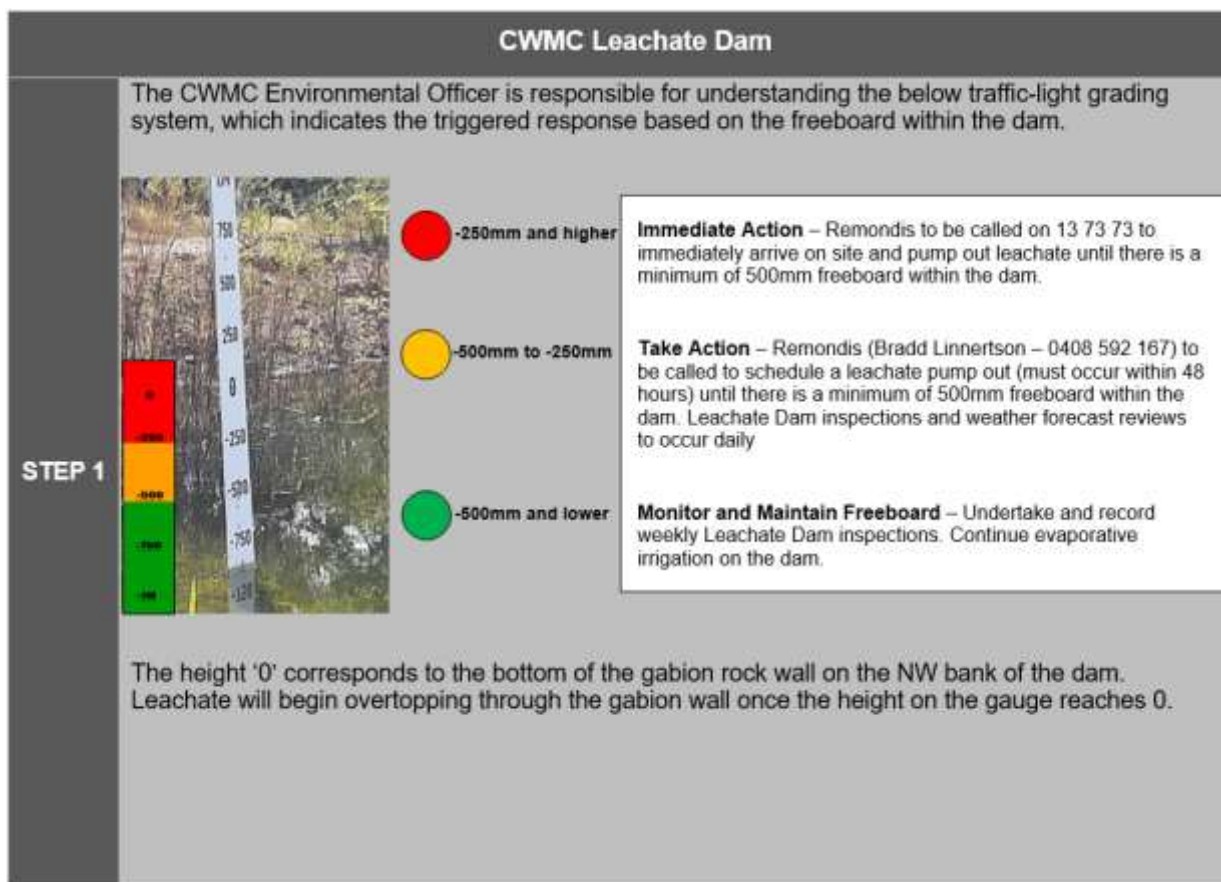 CWMC Leachate Dam
STEP 1
The CWMC Environmental Officer is responsible for understanding the below traffic-light grading
system, which indicates the triggered response based on the freeboard within the dam.
750
500
250
0
-250
-500
-750
0
-500
-250mm and higher
-500mm to -250mm
-500mm and lower
Immediate Action – Remondis to be called on 13 73 73 to
immediately arrive on site and pump out leachate until there is a
minimum of 500mm freeboard within the dam.
Take Action – Remondis (Bradd Linnertson – 0408 592 167) to
be called to schedule a leachate pump out (must occur within 48
hours) until there is a minimum of 500mm freeboard within the
dam. Leachate Dam inspections and weather forecast reviews
to occur daily
Monitor and Maintain Freeboard – Undertake and record
weekly Leachate Dam inspections. Continue evaporative
irrigation on the dam.
The height '0' corresponds to the bottom of the gabion rock wall on the NW bank of the dam.
Leachate will begin overtopping through the gabion wall once the height on the gauge reaches 0.